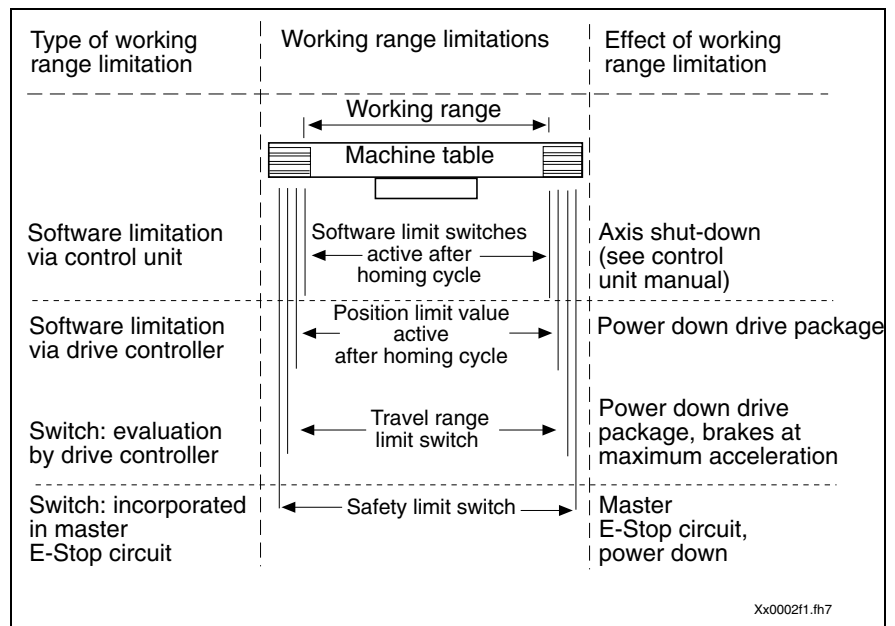 Type of working
range limitation
Working range limitations
Effect of working
range limitation
Working range
Machine table
Software limitation
via control unit
Software limit switches
active after
homing cycle
Axis shut-down
(see control
unit manual)
Software limitation
via drive controller
Position limit value
active
after homing cycle
Power down drive package
Switch: evaluation
by drive controller
Travel range
limit switch
Power down drive
package, brakes at
maximum acceleration
Switch: incorporated
in master
E-Stop circuit
Safety limit switch
Master
E-Stop circuit,
power down
Xx0002f1.fh7